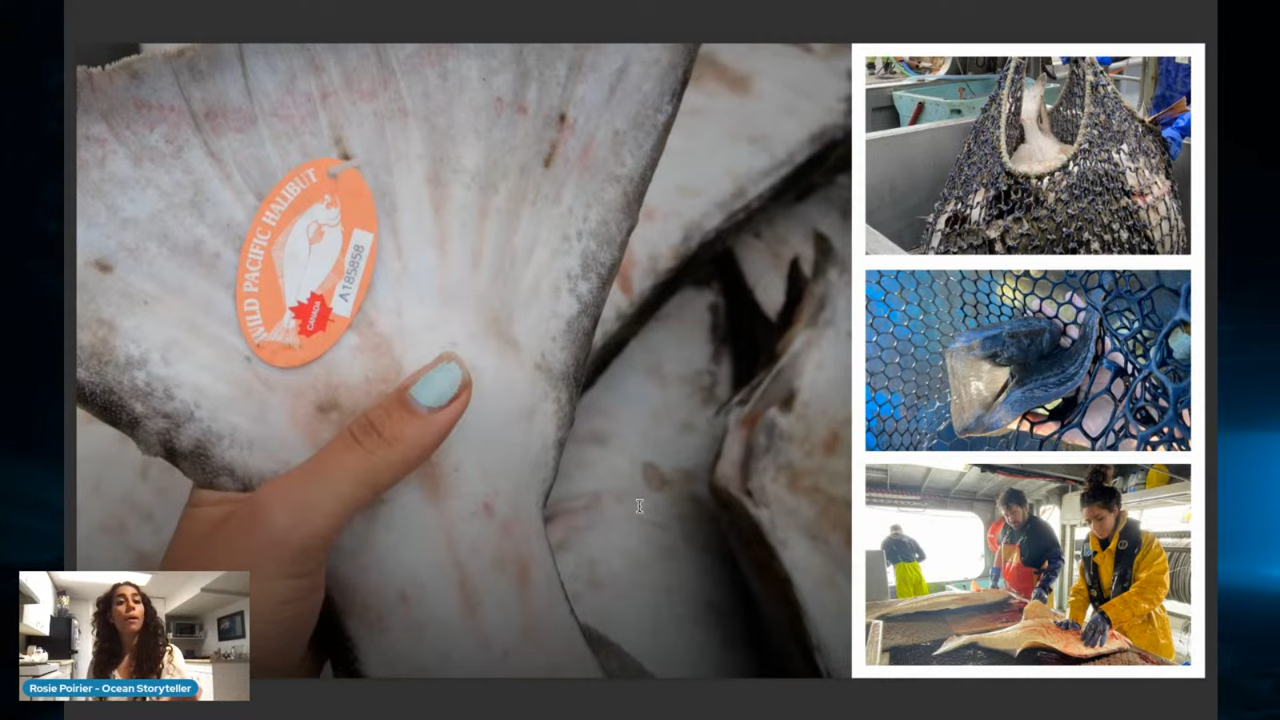 WILD PACIFIC HALIBUT
A185858
CANADA
Rosie Poirier - Ocean Storyteller